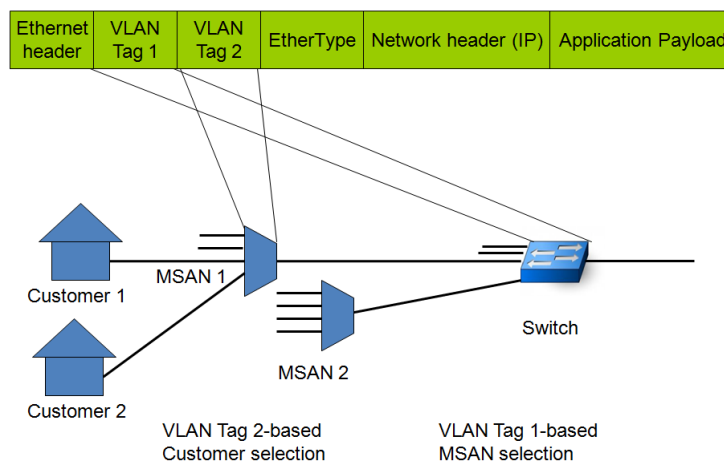 Ethernet header
VLAN Tag 1
VLAN Tag 2
EtherType
Network header (IP)
Application Payload
Customer 1
MSAN 1
Customer 2
MSAN 2
Switch
VLAN Tag 2-based
Customer selection
VLAN Tag 1-based
MSAN selection